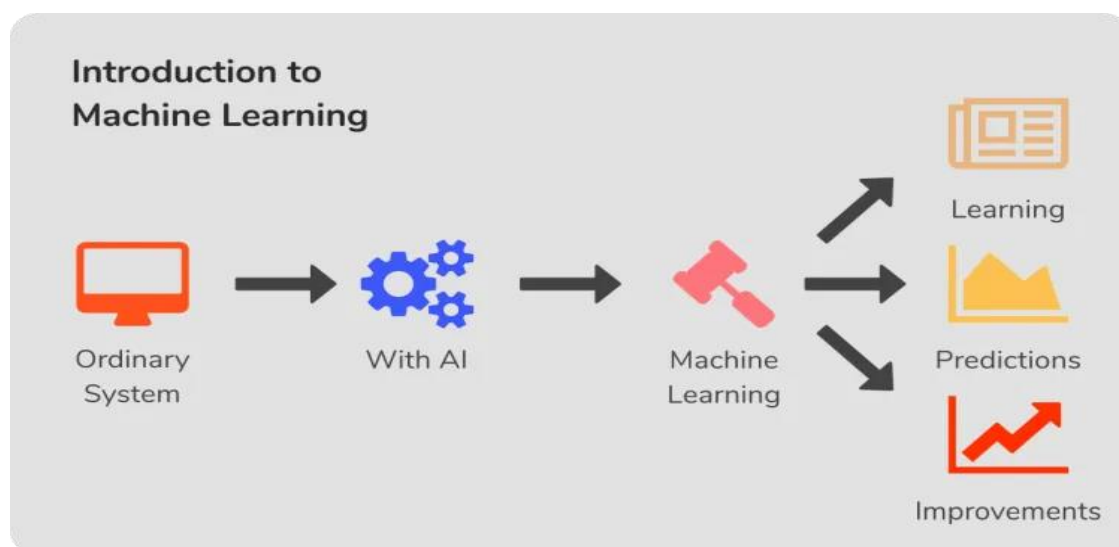 Introduction to
Machine Learning
Ordinary
System
With AI
Machine
Learning
Learning
Predictions
Improvements